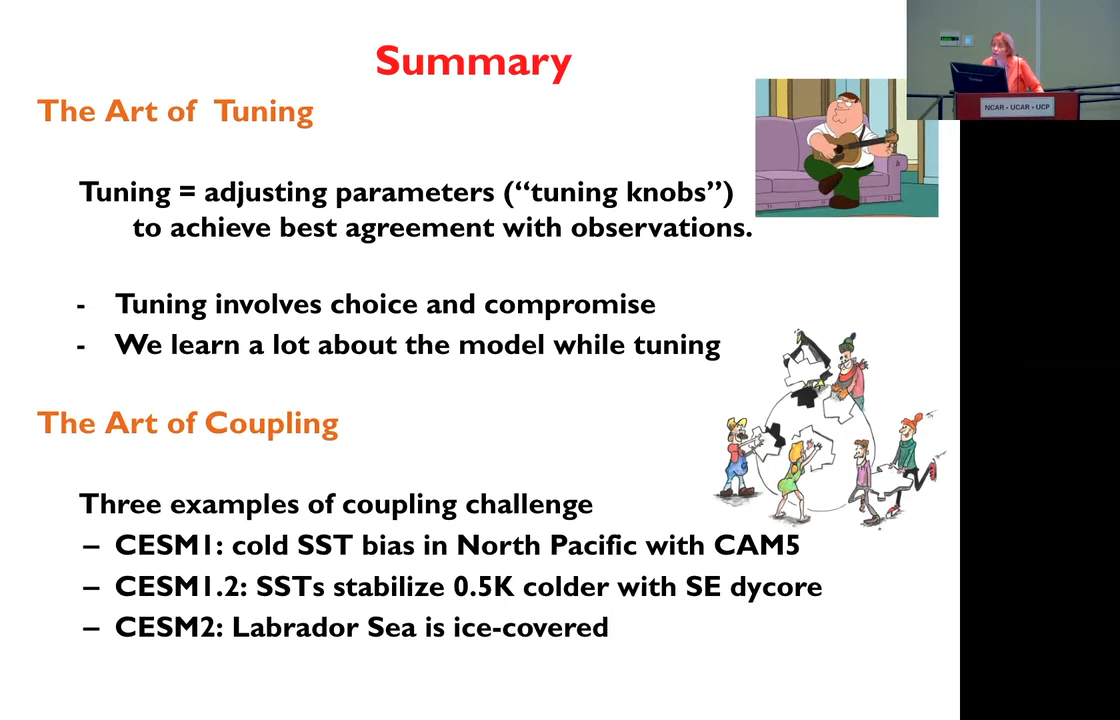 Summary
The Art of Tuning
Tuning = adjusting parameters (“tuning knobs”)
to achieve best agreement with observations.
- Tuning involves choice and compromise
- We learn a lot about the model while tuning
The Art of Coupling
Three examples of coupling challenge
– CESM1: cold SST bias in North Pacific with CAM5
– CESM1.2: SSTs stabilize 0.5K colder with SE dycore
– CESM2: Labrador Sea is ice-covered
NCAR • UCAR • UCP